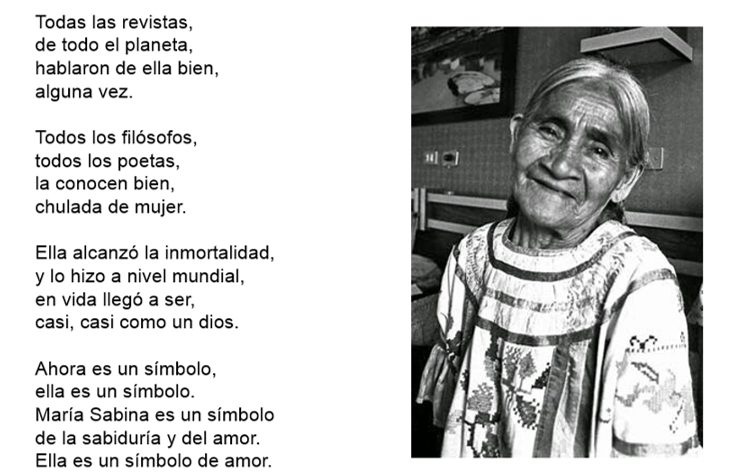 Todas las revistas,
de todo el planeta,
hablaron de ella bien,
alguna vez.
Todos los filósofos,
todos los poetas,
la conocen bien,
chulada de mujer.
Ella alcanzó la inmortalidad,
y lo hizo a nivel mundial,
en vida llegó a ser,
casi, casi como un dios.
Ahora es un símbolo,
ella es un símbolo.
María Sabina es un símbolo
de la sabiduría y del amor.
Ella es un símbolo de amor.